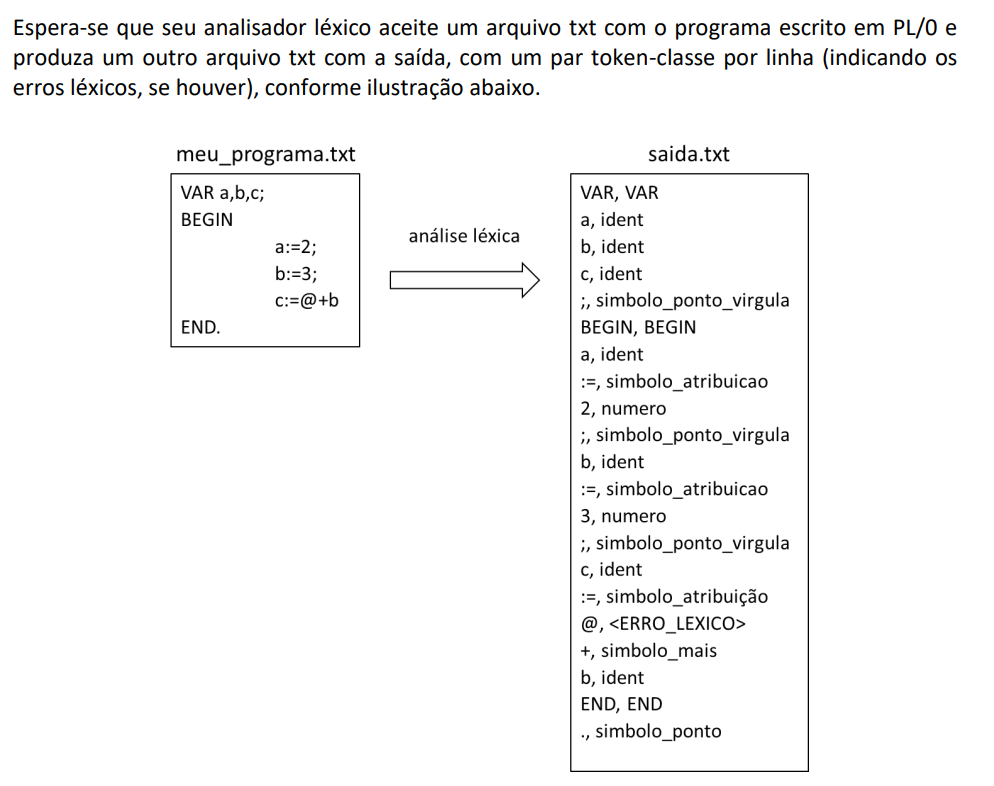 Espera-se que seu analisador léxico aceite um arquivo txt com o programa escrito em PL/0 e
produza um outro arquivo txt com a saída, com um par token-classe por linha (indicando os
erros léxicos, se houver), conforme ilustração abaixo.
meu_programa.txt
VAR a,b,c;
BEGIN
a:=2;
b:=3;
c:=@+b
END.
análise léxica
saida.txt
VAR, VAR
a, ident
b, ident
c, ident
;, simbolo_ponto_virgula
BEGIN, BEGIN
a, ident
:=, simbolo_atribuicao
2, numero
;, simbolo_ponto_virgula
b, ident
:=, simbolo_atribuicao
3, numero
;, simbolo_ponto_virgula
c, ident
:=, simbolo_atribuição
@, <ERRO_LEXICO>
+, simbolo_mais
b, ident
END, END
., simbolo_ponto